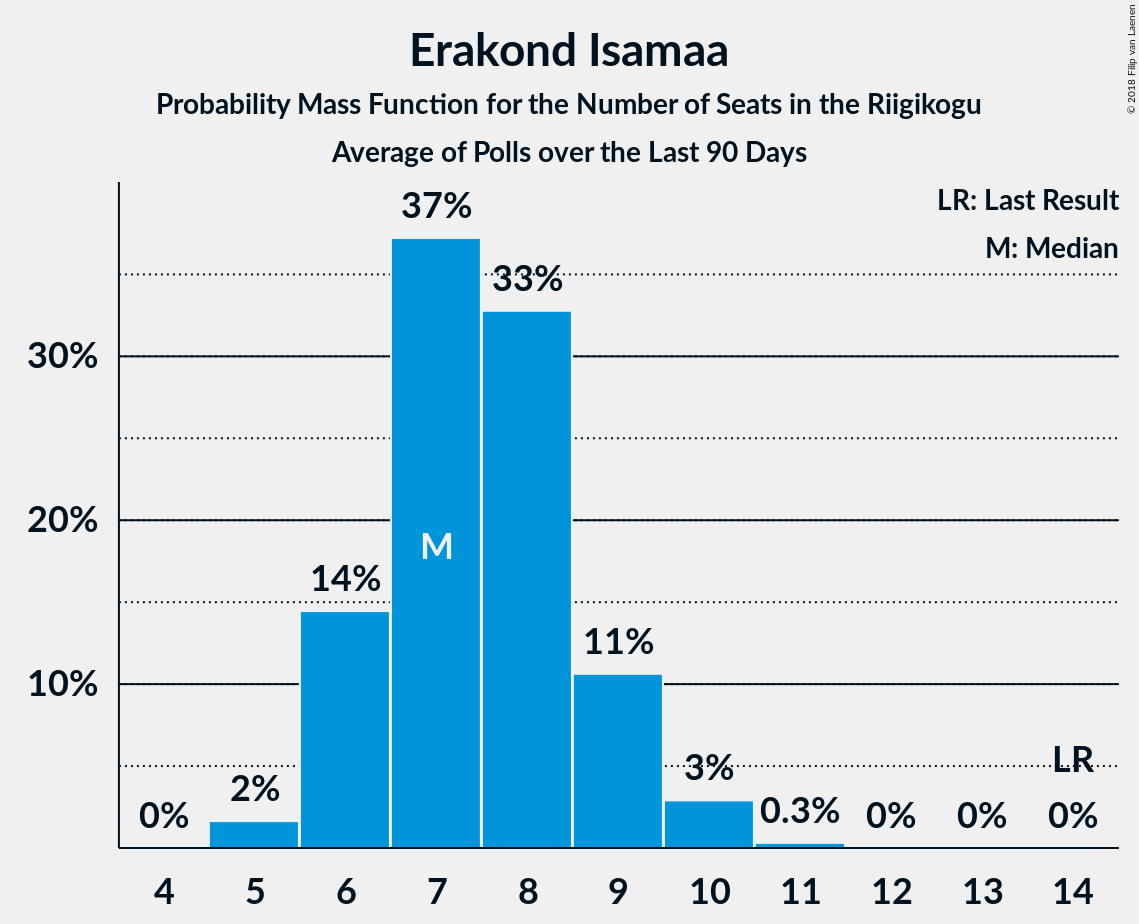 Erakond Isamaa
Probability Mass Function for the Number of Seats in the Riigikogu
Average of Polls over the Last 90 Days
© 2018 Filip van Laenen
LR: Last Result
M: Median
37%
33%
30%
20%
M
14%
11%
10%
LR
3%
2%
0.3%
0%
0%
0%
0%
4 5 6 7 8 9 10 11 12 13 14